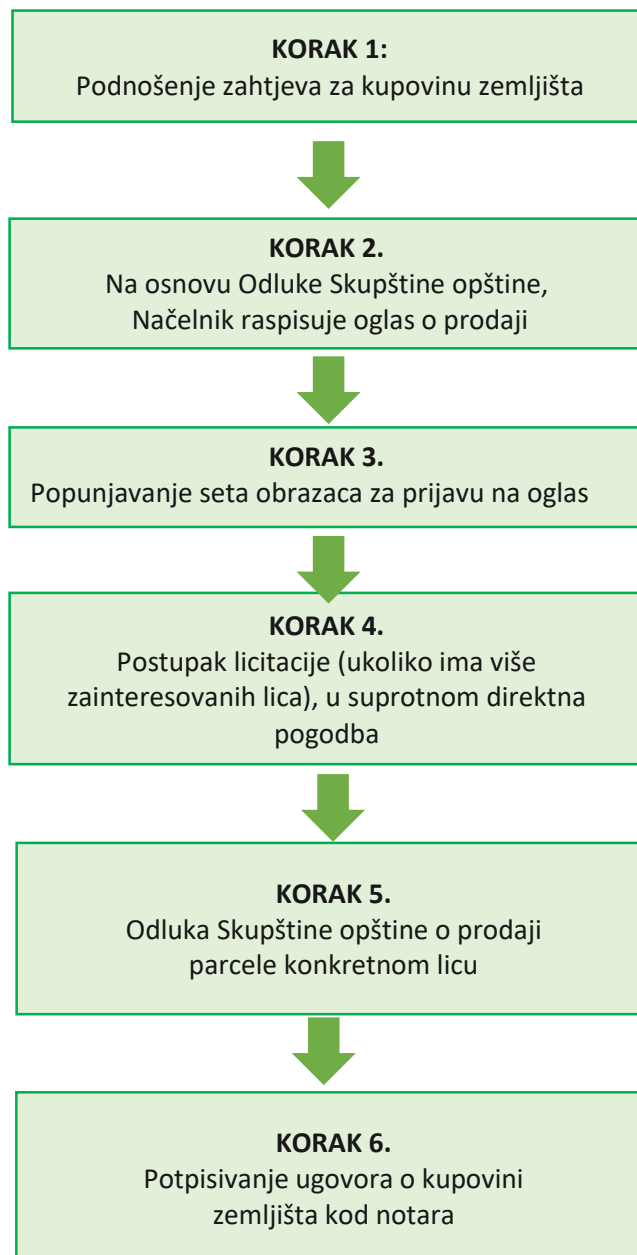 KORAK 1:
Podnošenje zahtjeva za kupovinu zemljišta
KORAK 2.
Na osnovu Odluke Skupštine opštine,
Načelnik raspisuje oglas o prodaji
KORAK 3.
Popunjavanje seta obrazaca za prijavu na oglas
KORAK 4.
Postupak licitacije (ukoliko ima više
zainteresovanih lica), u suprotnom direktna
pogodba
KORAK 5.
Odluka Skupštine opštine o prodaji
parcele konkretnom licu
KORAK 6.
Potpisivanje ugovora o kupovini
zemljišta kod notara